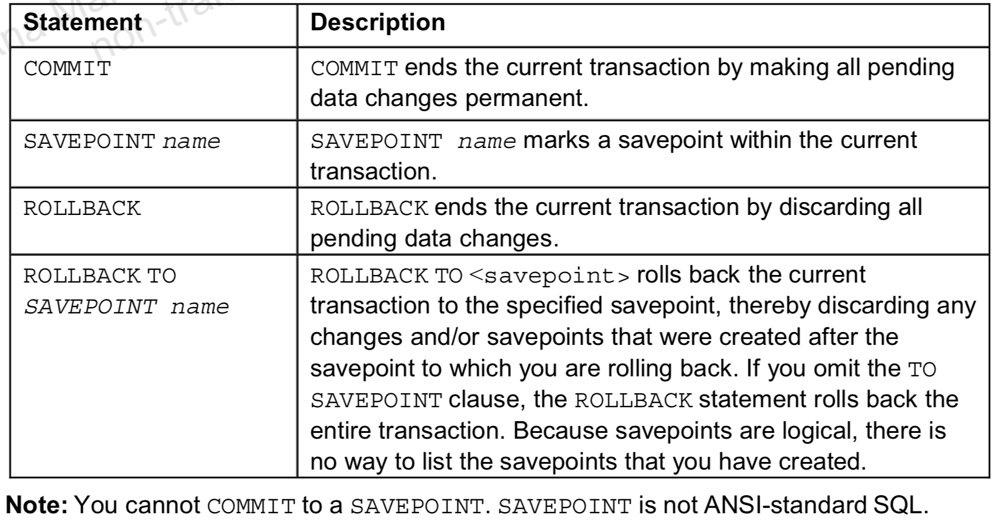 Statement Description
COMMIT COMMIT ends the current transaction by making all pending
data changes permanent.
SAVEPOINT name SAVEPOINT name marks a savepoint within the current
transaction.
ROLLBACK ROLLBACK ends the current transaction by discarding all
pending data changes.
ROLLBACK TO ROLLBACK TO <savepoint> rolls back the current
SAVEPOINT name transaction to the specified savepoint, thereby discarding any
changes and/or savepoints that were created after the
savepoint to which you are rolling back. If you omit the TO
SAVEPOINT clause, the ROLLBACK statement rolls back the
entire transaction. Because savepoints are logical, there is
no way to list the savepoints that you have created.
Note: You cannot COMMIT to a SAVEPOINT. SAVEPOINT is not ANSI-standard SQL.